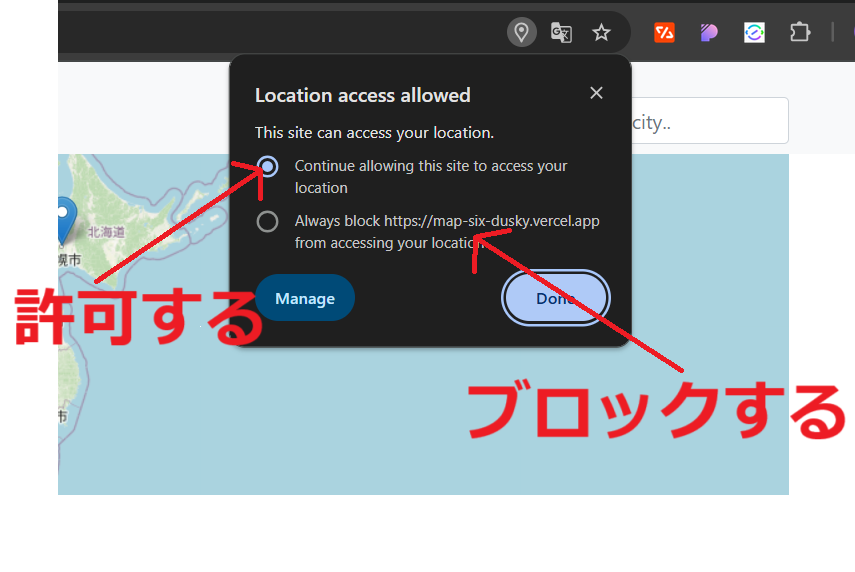 city..
Location access allowed
This site can access your location.
Continue allowing this site to access your
location
Always block https://map-six-dusky.vercel.app
from accessing your location
Manage
Done
北海道
幌市
市
許可する
ブロックする